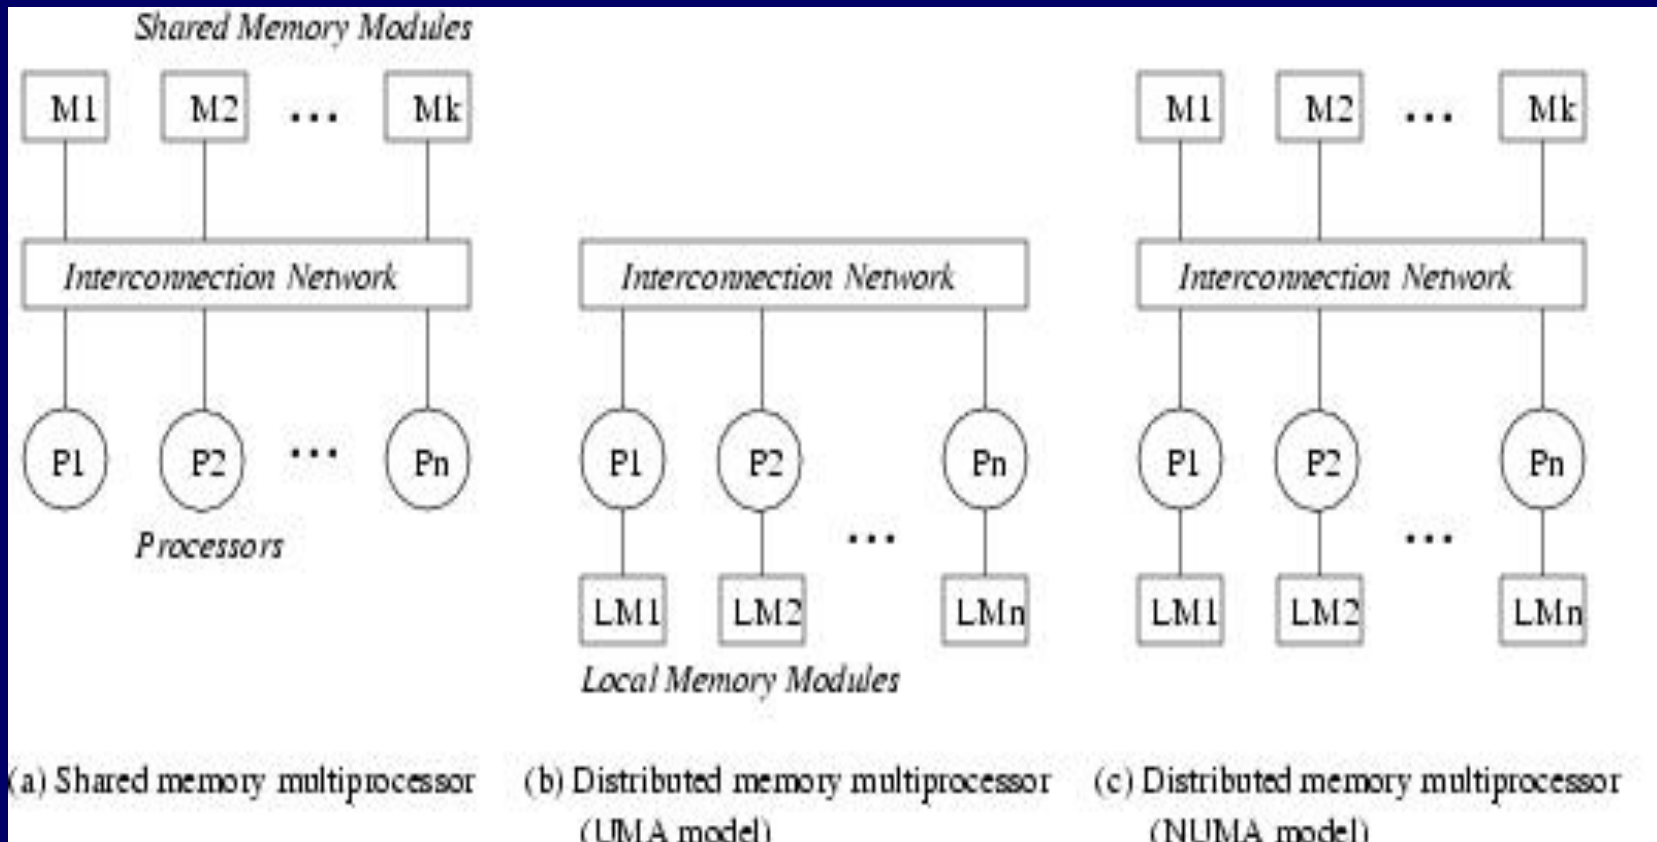 Shared Memory Modules
M1 M2 ... Mk
Interconnection Network
P1 P2 ... Pn
Processors
(a) Shared memory multiprocessor
Interconnection Network
P1 P2 Pn
...
LM1 LM2 LMn
Local Memory Modules
(b) Distributed memory multiprocessor
(UMA model)
M1 M2 ... Mk
Interconnection Network
P1 P2 Pn
...
LM1 LM2 LMn
(c) Distributed memory multiprocessor
(NUMA model)